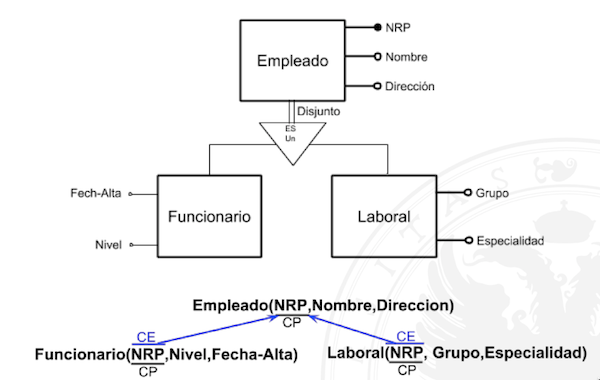 NRP
Nombre
Dirección
Empleado
Disjunto
ES
Un
Fech-Alta
Nivel
Funcionario
Laboral
Grupo
Especialidad
Empleado(NRP,Nombre,Direccion)
CP
CE
Funcionario(NRP,Nivel,Fecha-Alta)
CP
CE
Laboral(NRP, Grupo,Especialidad)
CP
ITAS